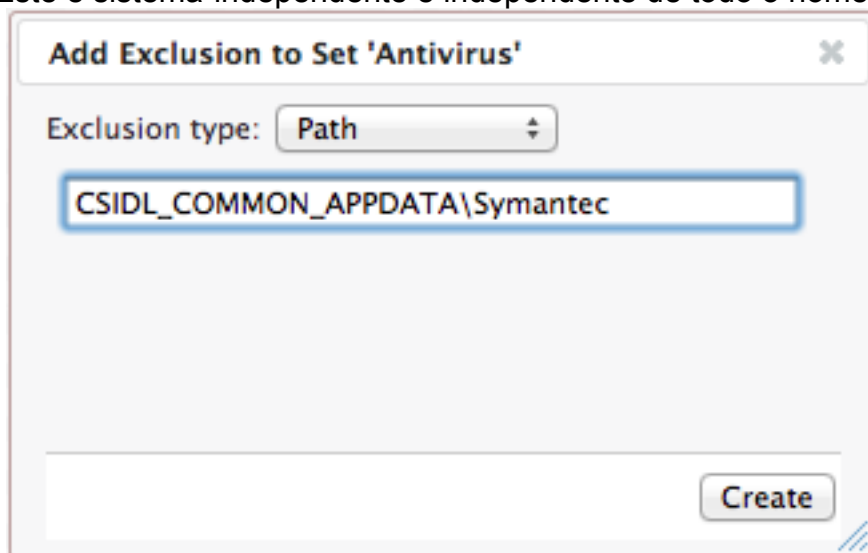 Add Exclusion to Set 'Antivirus'
Exclusion type: Path
CSIDL_COMMON_APPDATA\Symantec
Create